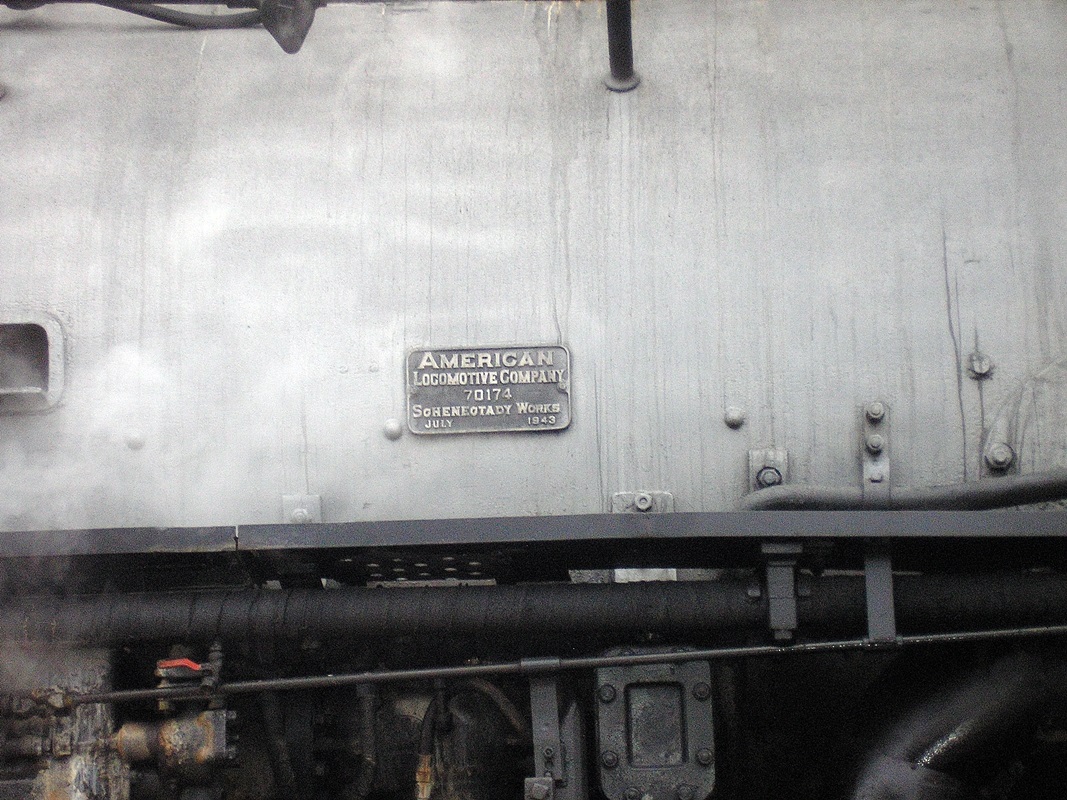 AMERICAN
LOCOMOTIVE COMPANY
70174
SCHENECTADY WORKS
JULY 1943